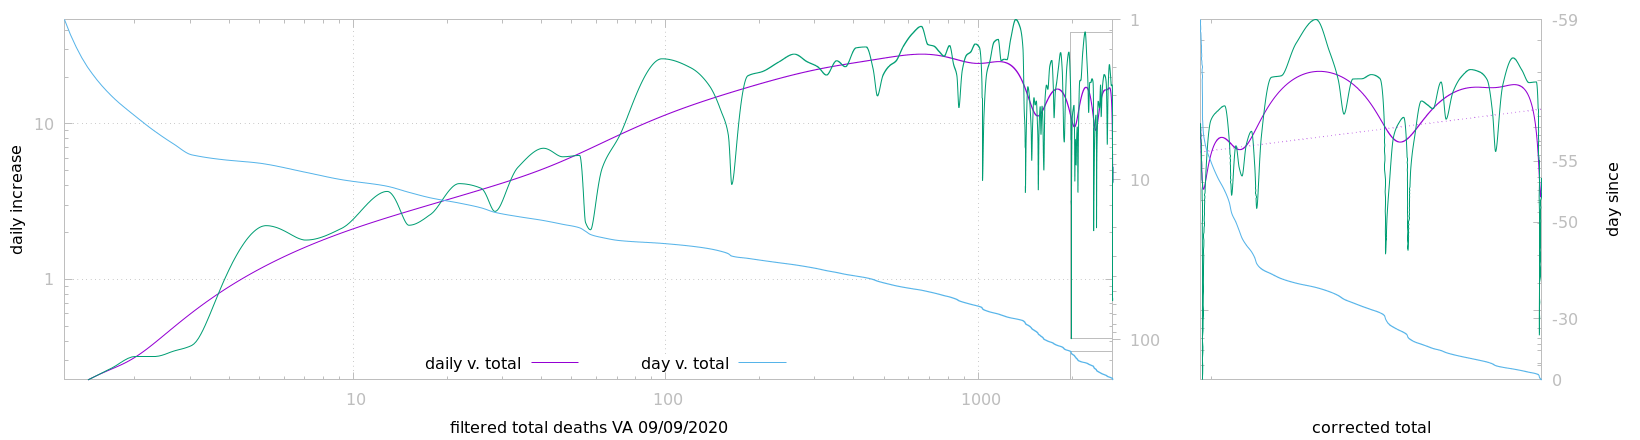 daily increase
10
1
daily v. total
day v. total
10
100
1000
filtered total deaths VA 09/09/2020
1
10
100
corrected total
-59
-55
-50
-30
0
day since